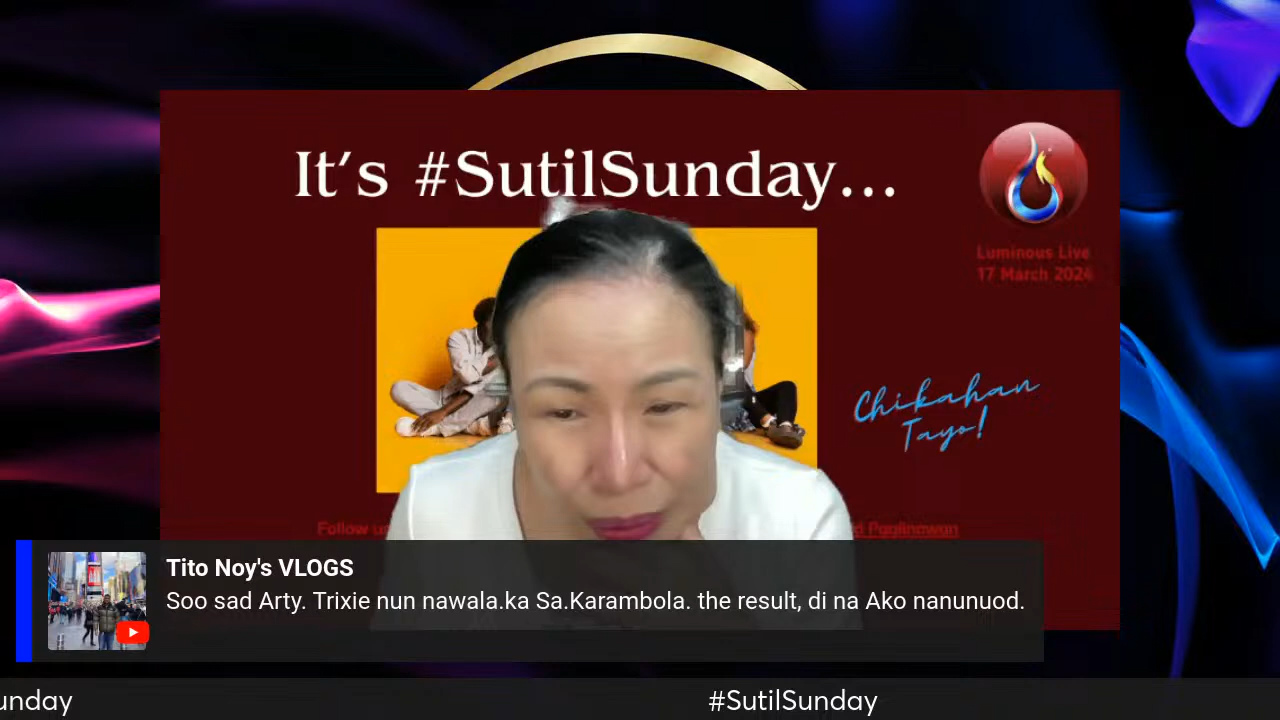 It's #SutilSunday...
Luminous Live
17 March 2024
Chikahan
Tayo!
Follow
Tito Noy's VLOGS
Soo sad Arty. Trixie nun nawala.ka Sa.Karambola. the result, di na Ako nanunuod.
unday
#SutilSunday